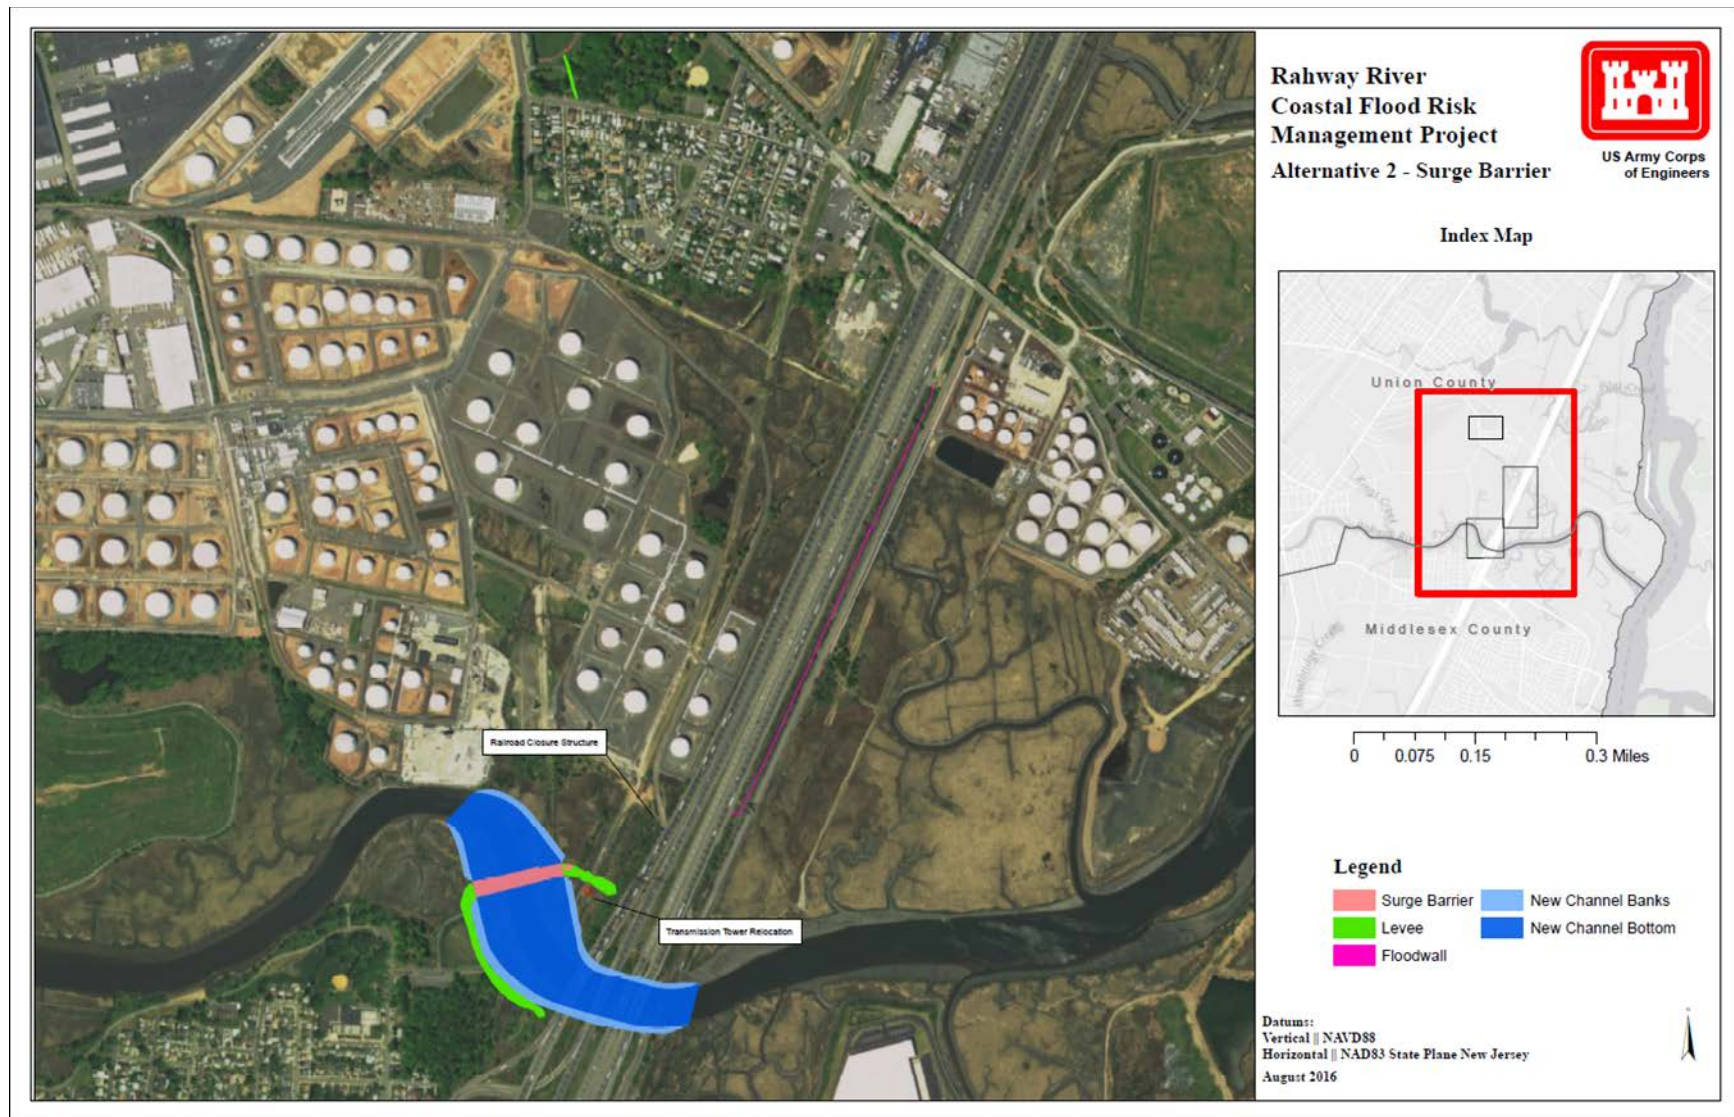 Rahway River
Coastal Flood Risk
Management Project
Alternative 2 - Surge Barrier
US Army Corps
of Engineers
Index Map
Union County
Middlesex County
0 0.075 0.15 0.3 Miles
Railroad Closure Structure
Transmission Tower Relocation
Legend
Surge Barrier
Levee
Floodwall
New Channel Banks
New Channel Bottom
Datums:
Vertical || NAVD88
Horizontal || NAD83 State Plane New Jersey
August 2016